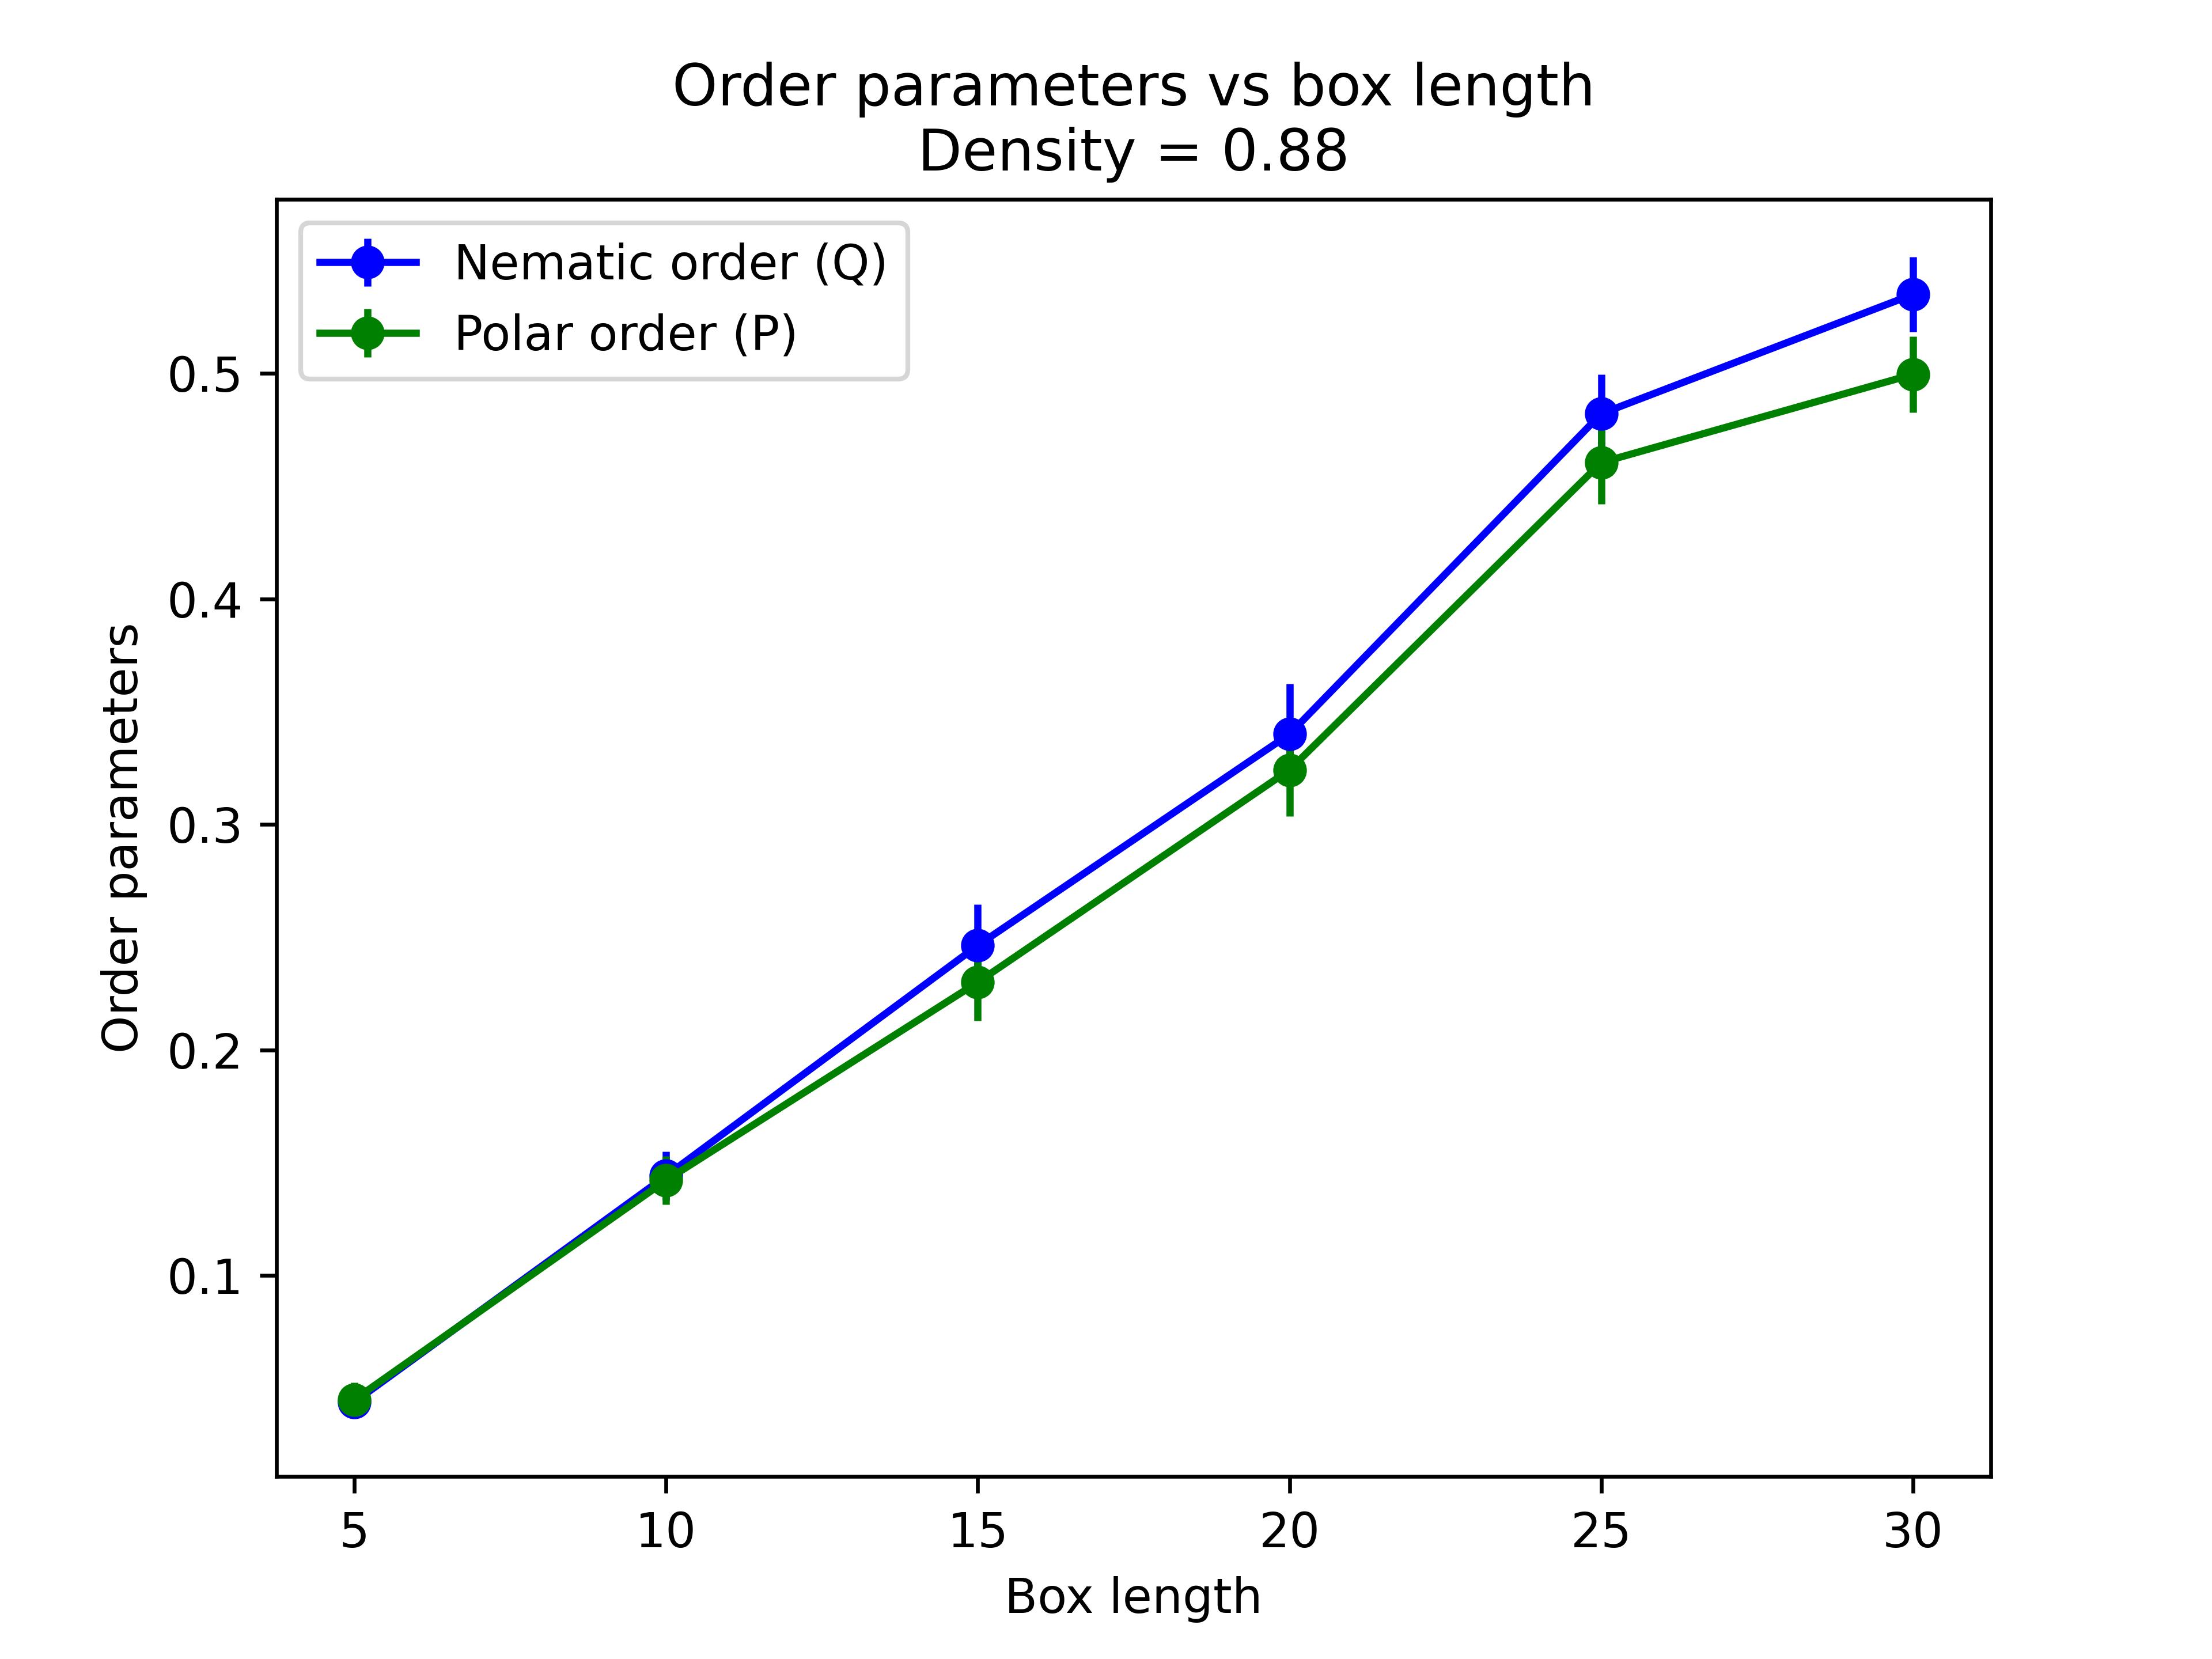 Order parameters vs box length
Density = 0.88
Nematic order (Q)
Polar order (P)
0.5
0.4
0.3
0.2
0.1
Order parameters
5 10 15 20 25 30
Box length